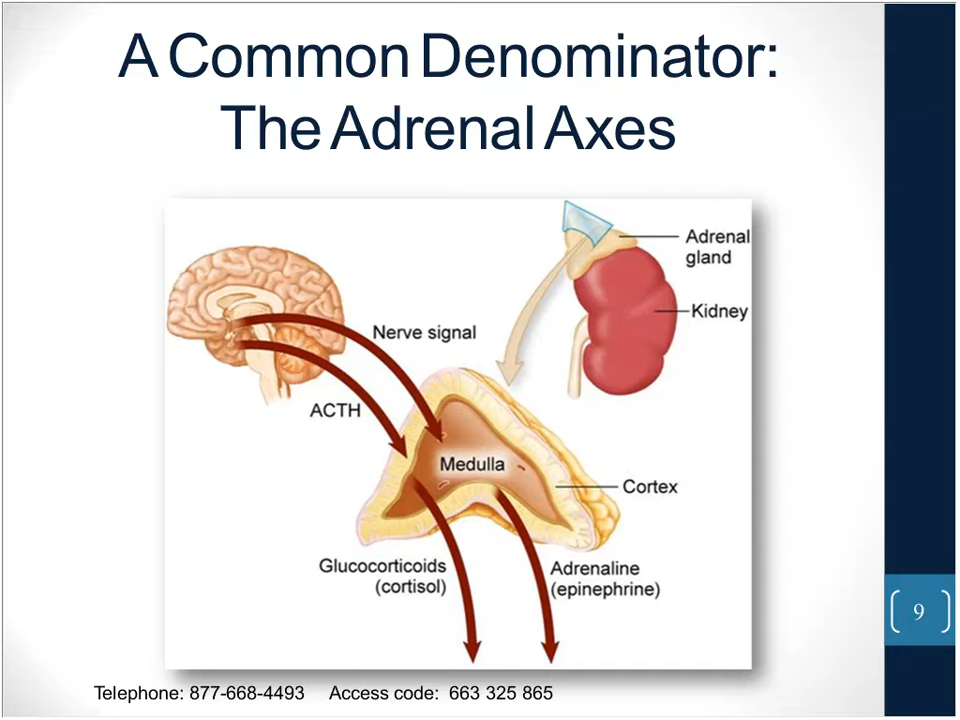 A Common Denominator:
The Adrenal Axes
Adrenal
gland
Kidney
Nerve signal
ACTH
Medulla
Cortex
Glucocorticoids
(cortisol)
Adrenaline
(epinephrine)
9
Telephone: 877-668-4493 Access code: 663 325 865